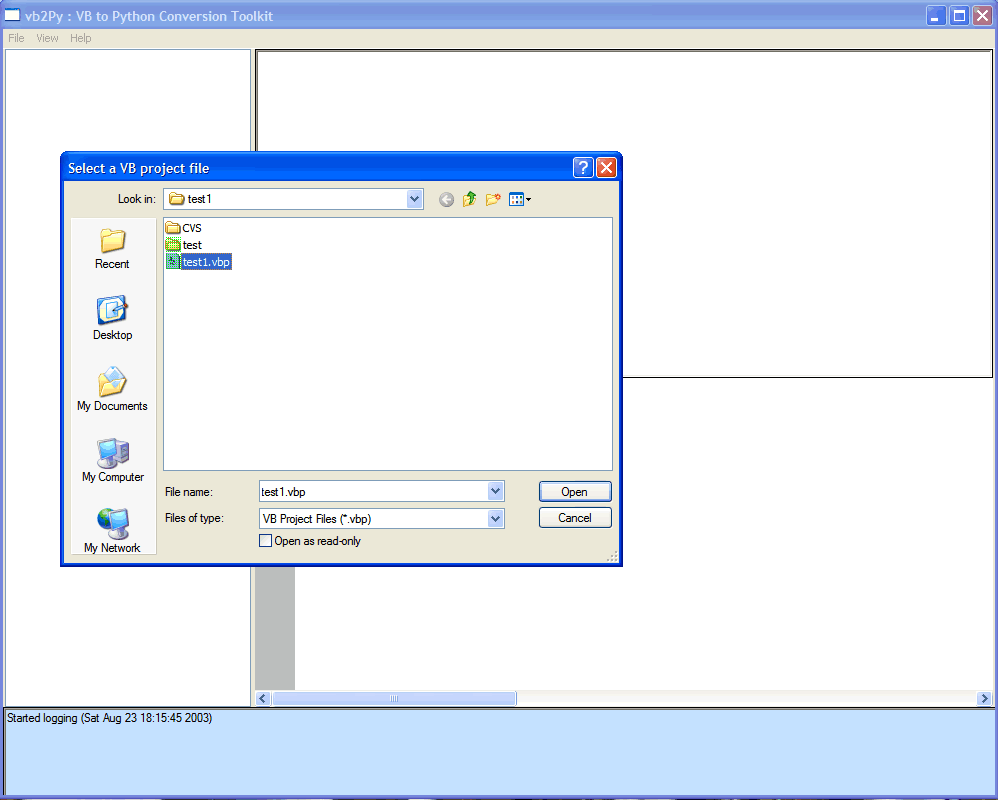 vb2Py : VB to Python Conversion Toolkit
File View Help
Select a VB project file
Look in: test1
CVS
test
test1.vbp
Recent
Desktop
My Documents
My Computer
My Network
File name: test1.vbp Open
Files of type: VB Project Files (*.vbp) Cancel
Open as read-only
Started logging (Sat Aug 23 18:15:45 2003)